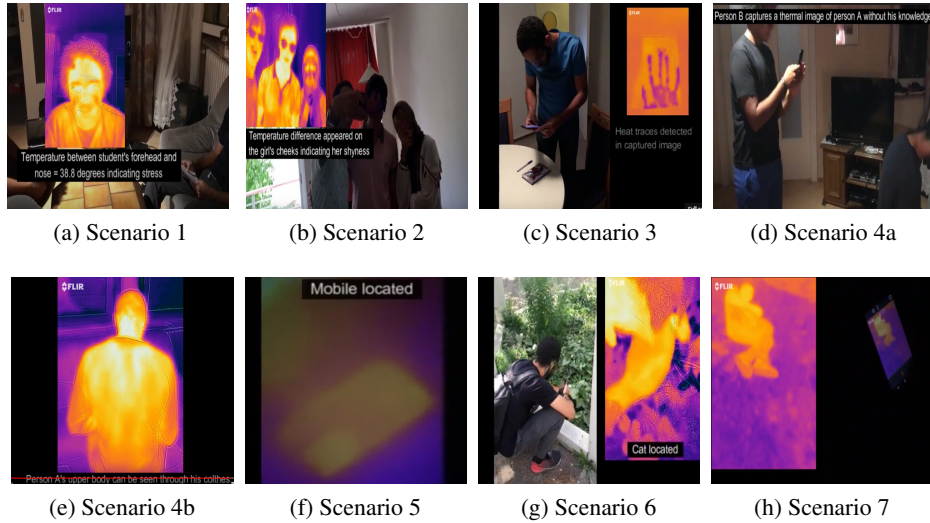 FLIR
Temperature between student's forehead and
nose = 38.8 degrees indicating stress
(a) Scenario 1
FLIR
Temperature difference appeared on
the girl's cheeks indicating her shyness
(b) Scenario 2
FLIR
Heat traces detected
in captured image
(c) Scenario 3
Person B captures a thermal image of person A without his knowledge
(d) Scenario 4a
FLIR
Person A's upper body can be seen through his colthes
(e) Scenario 4b
Mobile located
(f) Scenario 5
FLIR
Cat located
(g) Scenario 6
FLIR
(h) Scenario 7